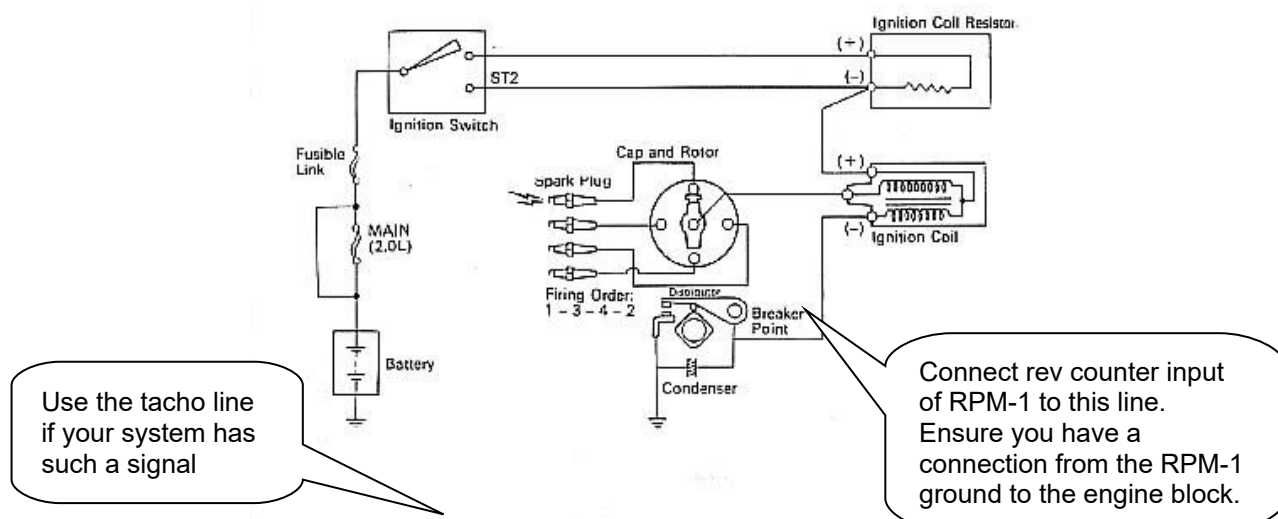 Ignition Coil Resistor
(+)
(-)
ST2
Ignition Switch
Fusible
Link
Cap and Rotor
Spark Plug
(+)
(-)
Ignition Coil
MAIN
(2.0L)
Firing Order:
1 - 3 - 4 - 2
Distributor
Breaker
Point
Battery
Condenser
Use the tacho line
if your system has
such a signal
Connect rev counter input
of RPM-1 to this line.
Ensure you have a
connection from the RPM-1
ground to the engine block.